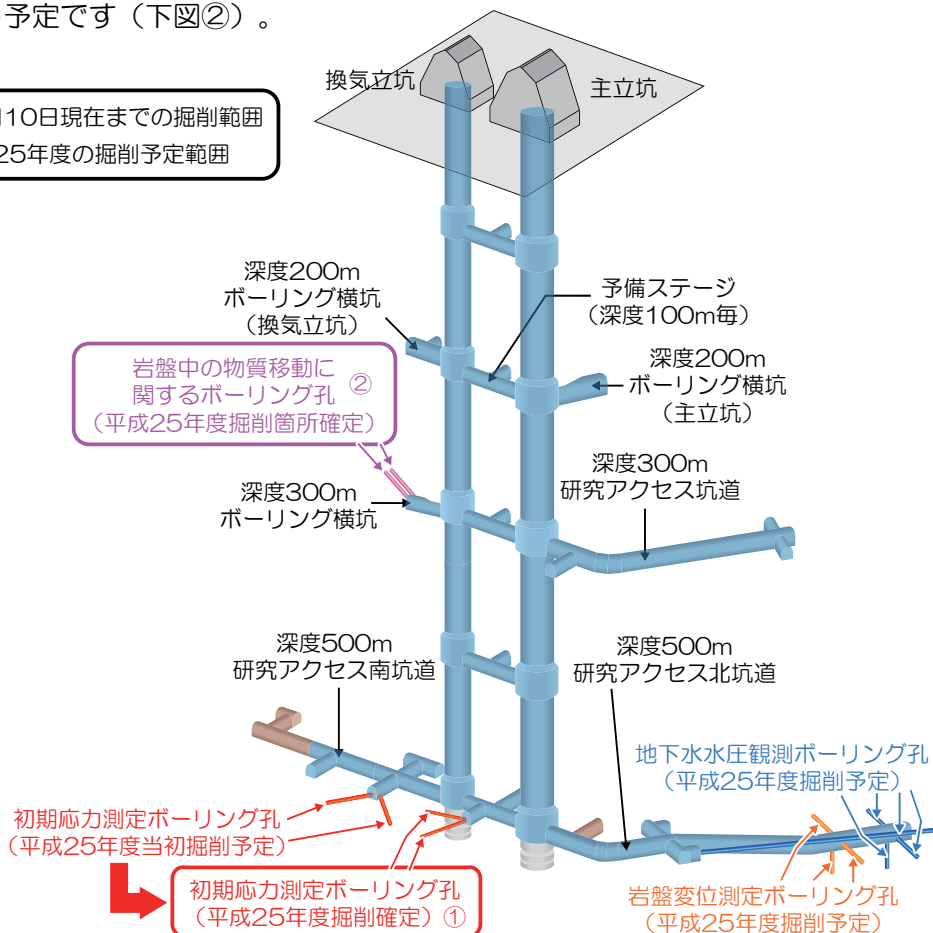 予定です（下図②）。
10日現在までの掘削範囲
25年度の掘削予定範囲
換気立坑
主立坑
深度200m
ボーリング横坑
（換気立坑）
予備ステージ
（深度100m毎）
岩盤中の物質移動に
関するボーリング孔 ②
（平成25年度掘削箇所確定）
深度200m
ボーリング横坑
（主立坑）
深度300m
ボーリング横坑
深度300m
研究アクセス坑道
深度500m
研究アクセス南坑道
深度500m
研究アクセス北坑道
地下水水圧観測ボーリング孔
（平成25年度掘削予定）
初期応力測定ボーリング孔
（平成25年度当初掘削予定）
初期応力測定ボーリング孔
（平成25年度掘削確定）①
岩盤変位測定ボーリング孔
（平成25年度掘削予定）